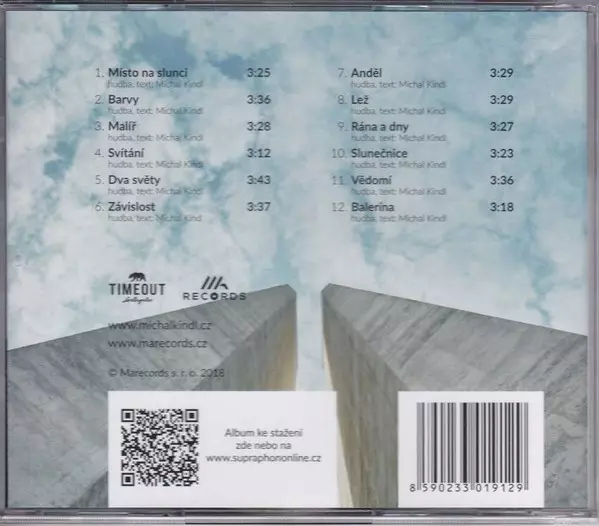 1. Místo na slunci 3:25
hudba, text: Michal Kindl
2. Barvy 3:36
hudba, text: Michal Kindl
3. Malíř 3:28
hudba, text: Michal Kindl
4. Svítání 3:12
hudba, text: Michal Kindl
5. Dva světy 3:43
hudba, text: Michal Kindl
6. Závislost 3:37
hudba, text: Michal Kindl
7. Anděl 3:29
hudba, text: Michal Kindl
8. Lež 3:29
hudba, text: Michal Kindl
9. Rána a dny 3:27
hudba, text: Michal Kindl
10. Slunečnice 3:23
hudba, text: Michal Kindl
11. Vědomí 3:36
hudba, text: Michal Kindl
12. Balerína 3:18
hudba, text: Michal Kindl
TIMEOUT
RECORDS
www.michalkindl.cz
www.marecords.cz
© Marecords s. r. o. 2018
Album ke stažení
zde nebo na
www.supraphononline.cz
8 590233 019129